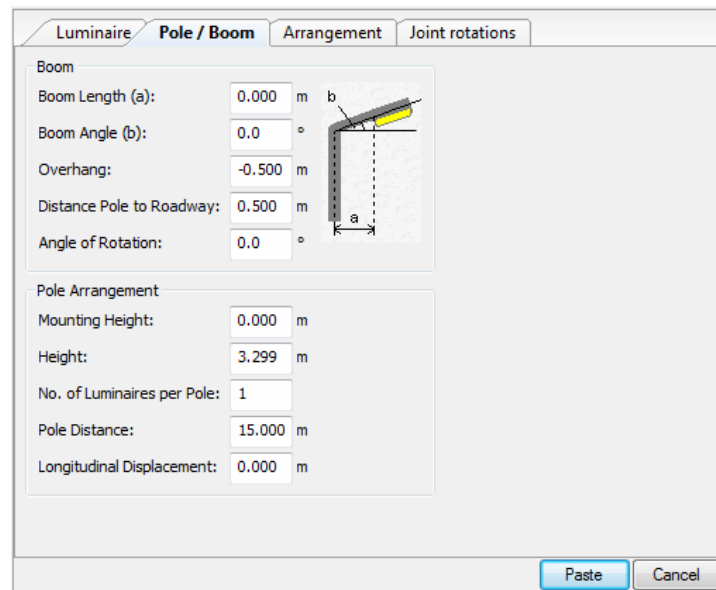 Luminaire Pole / Boom Arrangement Joint rotations
Boom
Boom Length (a): 0.000 m
Boom Angle (b): 0.0 °
Overhang: -0.500 m
Distance Pole to Roadway: 0.500 m
Angle of Rotation: 0.0 °
b
a
Pole Arrangement
Mounting Height: 0.000 m
Height: 3.299 m
No. of Luminaires per Pole: 1
Pole Distance: 15.000 m
Longitudinal Displacement: 0.000 m
Paste Cancel